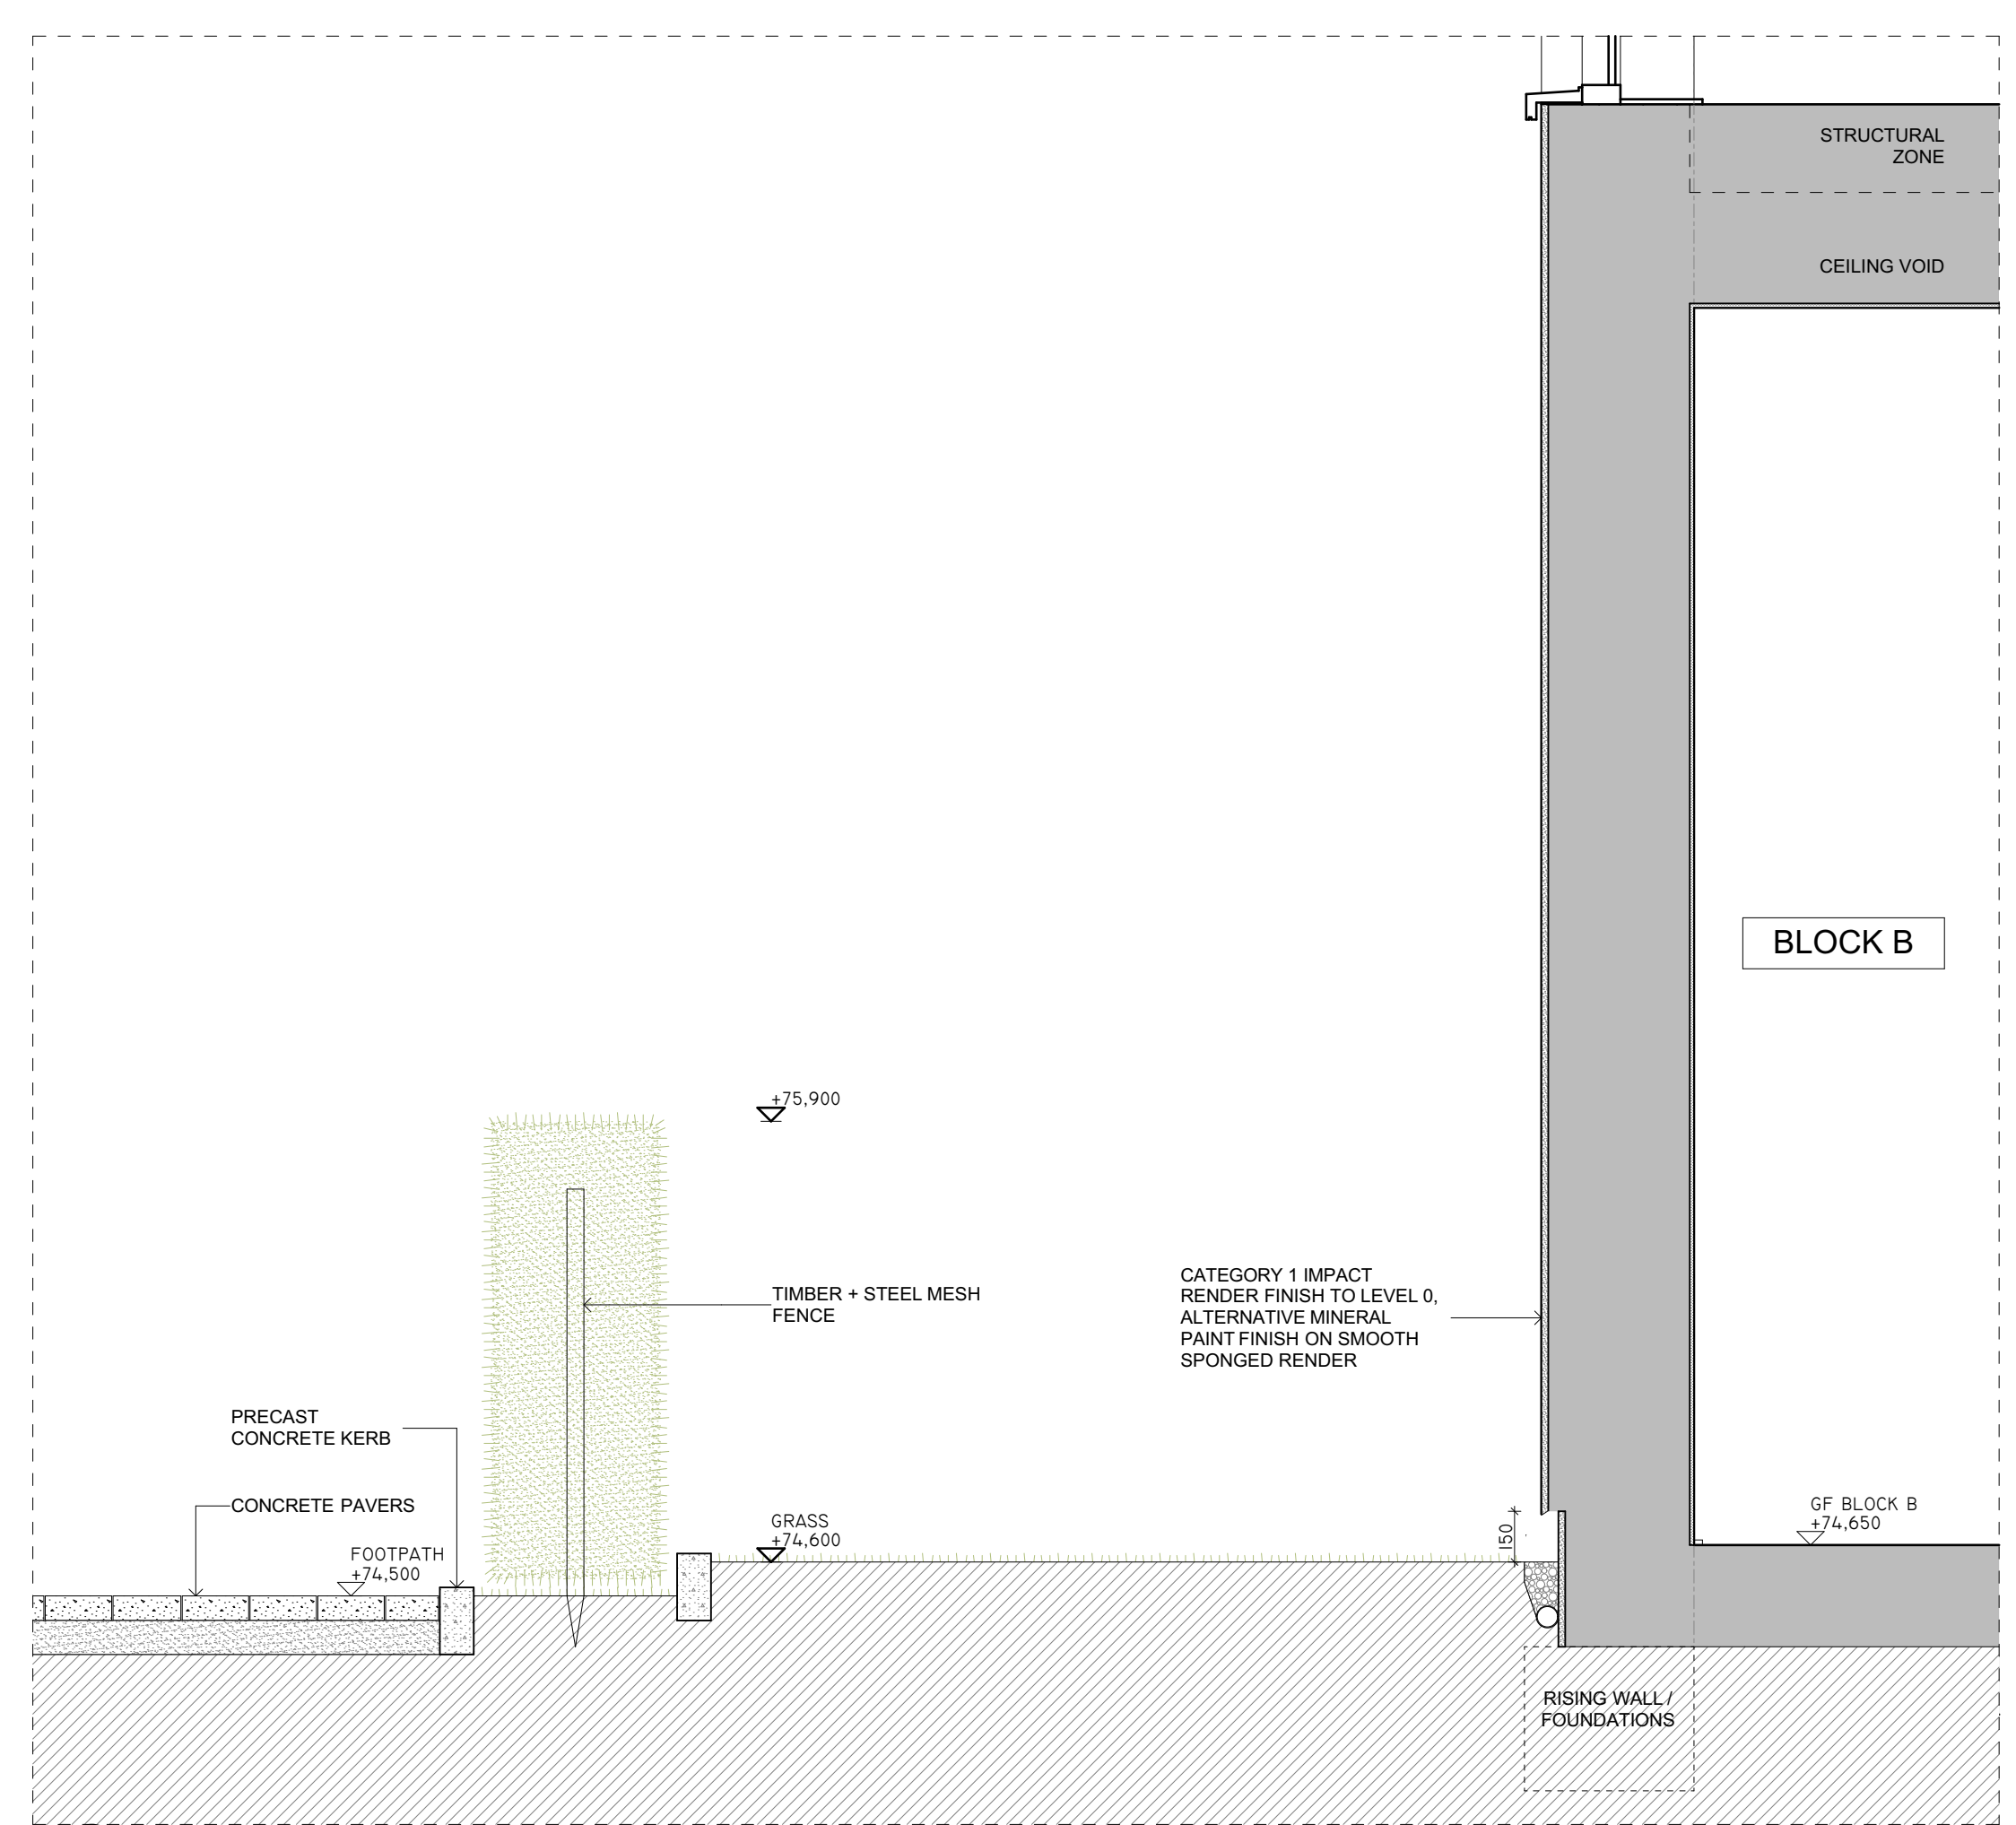 STRUCTURAL
ZONE
CEILING VOID
BLOCK B
+75,900
TIMBER + STEEL MESH
FENCE
CATEGORY 1 IMPACT
RENDER FINISH TO LEVEL 0,
ALTERNATIVE MINERAL
PAINT FINISH ON SMOOTH
SPONGED RENDER
PRECAST
CONCRETE KERB
CONCRETE PAVERS
FOOTPATH
+74,500
GRASS
+74,600
150
GF BLOCK B
+74,650
RISING WALL /
FOUNDATIONS